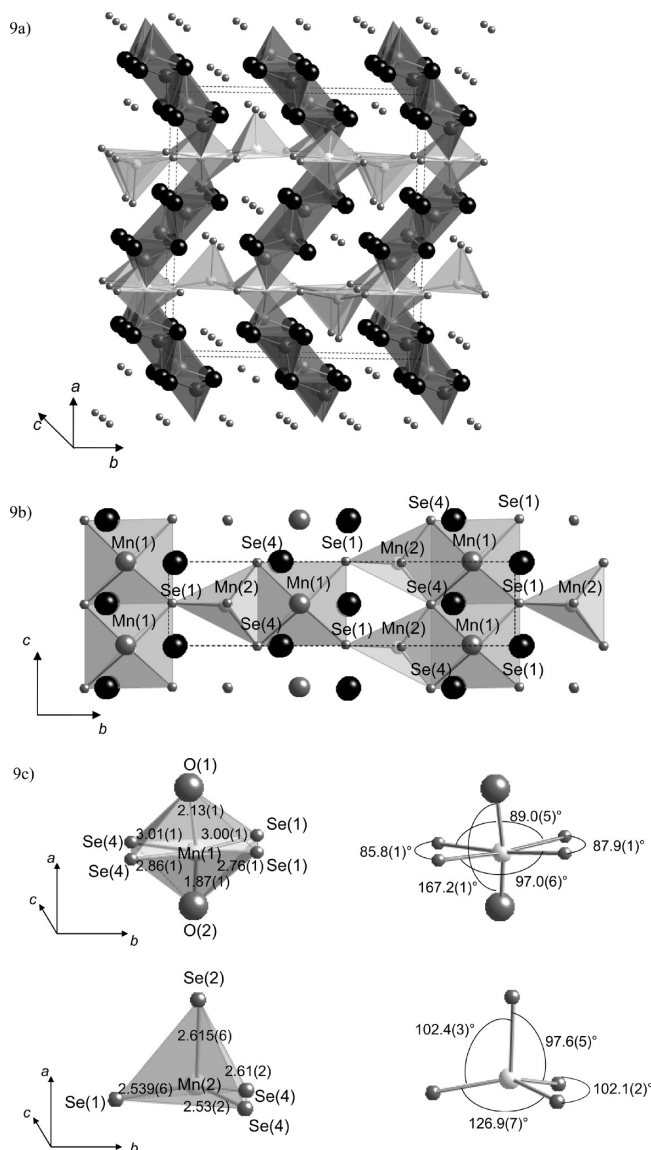 9a)
a
c
b
9b)
Se(4) Se(1)
Mn(1) Se(4) Se(1) Mn(2) Mn(1)
Se(1) Mn(2) Mn(1) Se(4) Se(1) Mn(2)
Mn(1) Se(4) Se(1) Mn(2) Mn(1)
Se(4) Se(1)
c
b
9c)
O(1)
2.13(1)
89.0(5)°
Se(4) 3.01(1) 3.00(1) Se(1)
87.9(1)°
Mn(1)
85.8(1)°
Se(4) 2.86(1) 2.76(1) Se(1)
1.87(1)
167.2(1)° 97.0(6)°
O(2)
a
c
b
Se(2)
2.615(6)
102.4(3)° 97.6(5)°
2.61(2)
2.539(6) Mn(2) Se(4)
102.1(2)°
Se(1) 2.53(2) Se(4)
126.9(7)°
a
c
b